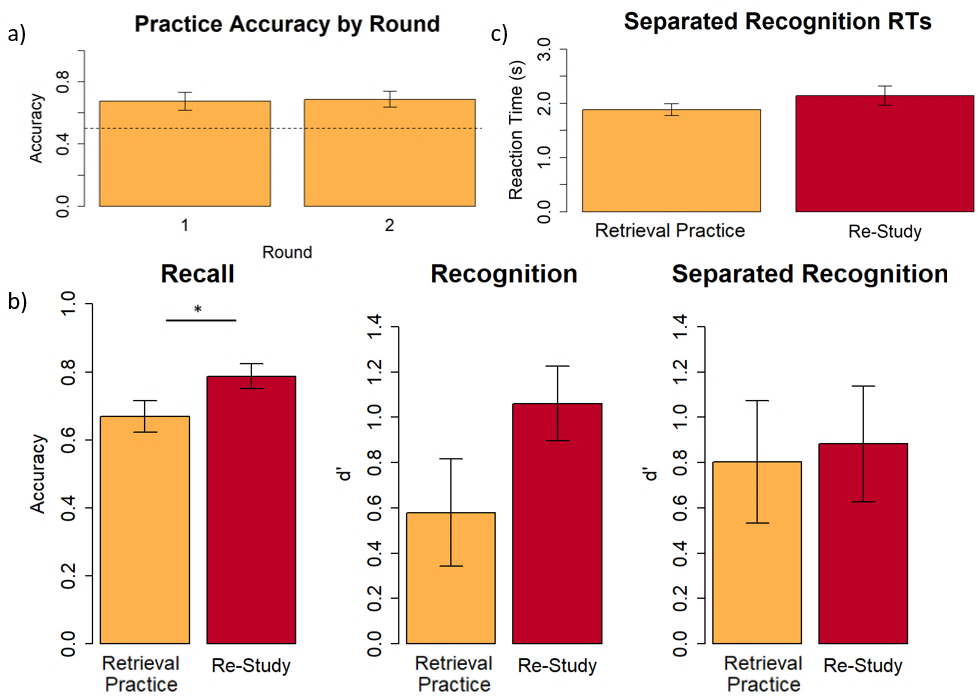 a)
Practice Accuracy by Round
Accuracy
0.0
0.4
0.8
1
2
Round
c)
Separated Recognition RTs
Reaction Time (s)
0.0
1.0
2.0
3.0
Retrieval Practice
Re-Study
b)
Recall
Accuracy
0.0
0.2
0.4
0.6
0.8
1.0
*
Retrieval
Practice
Re-Study
Recognition
d'
0.0
0.2
0.4
0.6
0.8
1.0
1.2
1.4
Retrieval
Practice
Re-Study
Separated Recognition
d'
0.0
0.2
0.4
0.6
0.8
1.0
1.2
1.4
Retrieval
Practice
Re-Study